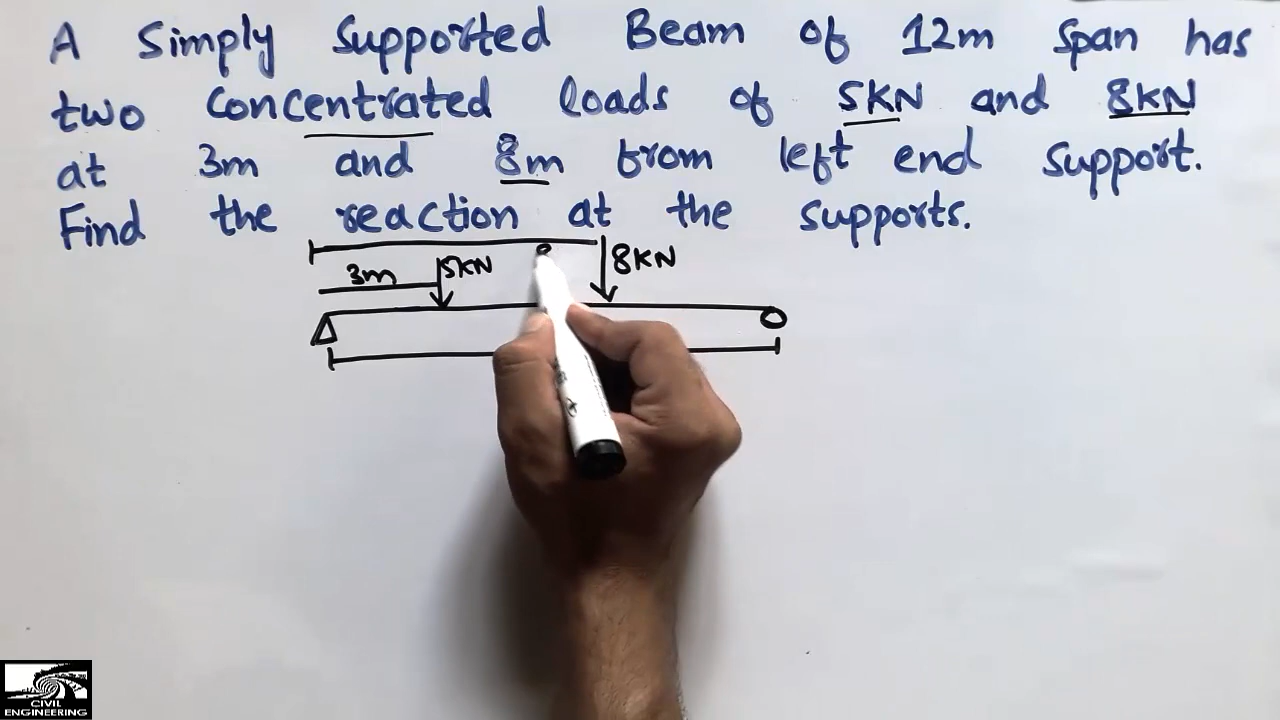 A Simply Supported Beam of 12m Span has
two concentrated loads of 5KN and 8KN
at 3m and 8m from left end support.
Find the reaction at the supports.
3m 5KN 8KN
CIVIL
ENGINEERING